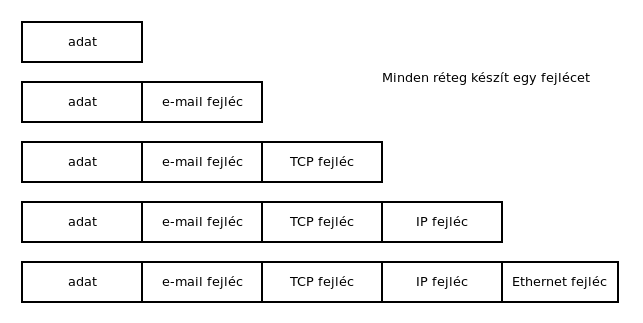 adat
Minden réteg készít egy fejlécet
adat e-mail fejléc
adat e-mail fejléc TCP fejléc
adat e-mail fejléc TCP fejléc IP fejléc
adat e-mail fejléc TCP fejléc IP fejléc Ethernet fejléc